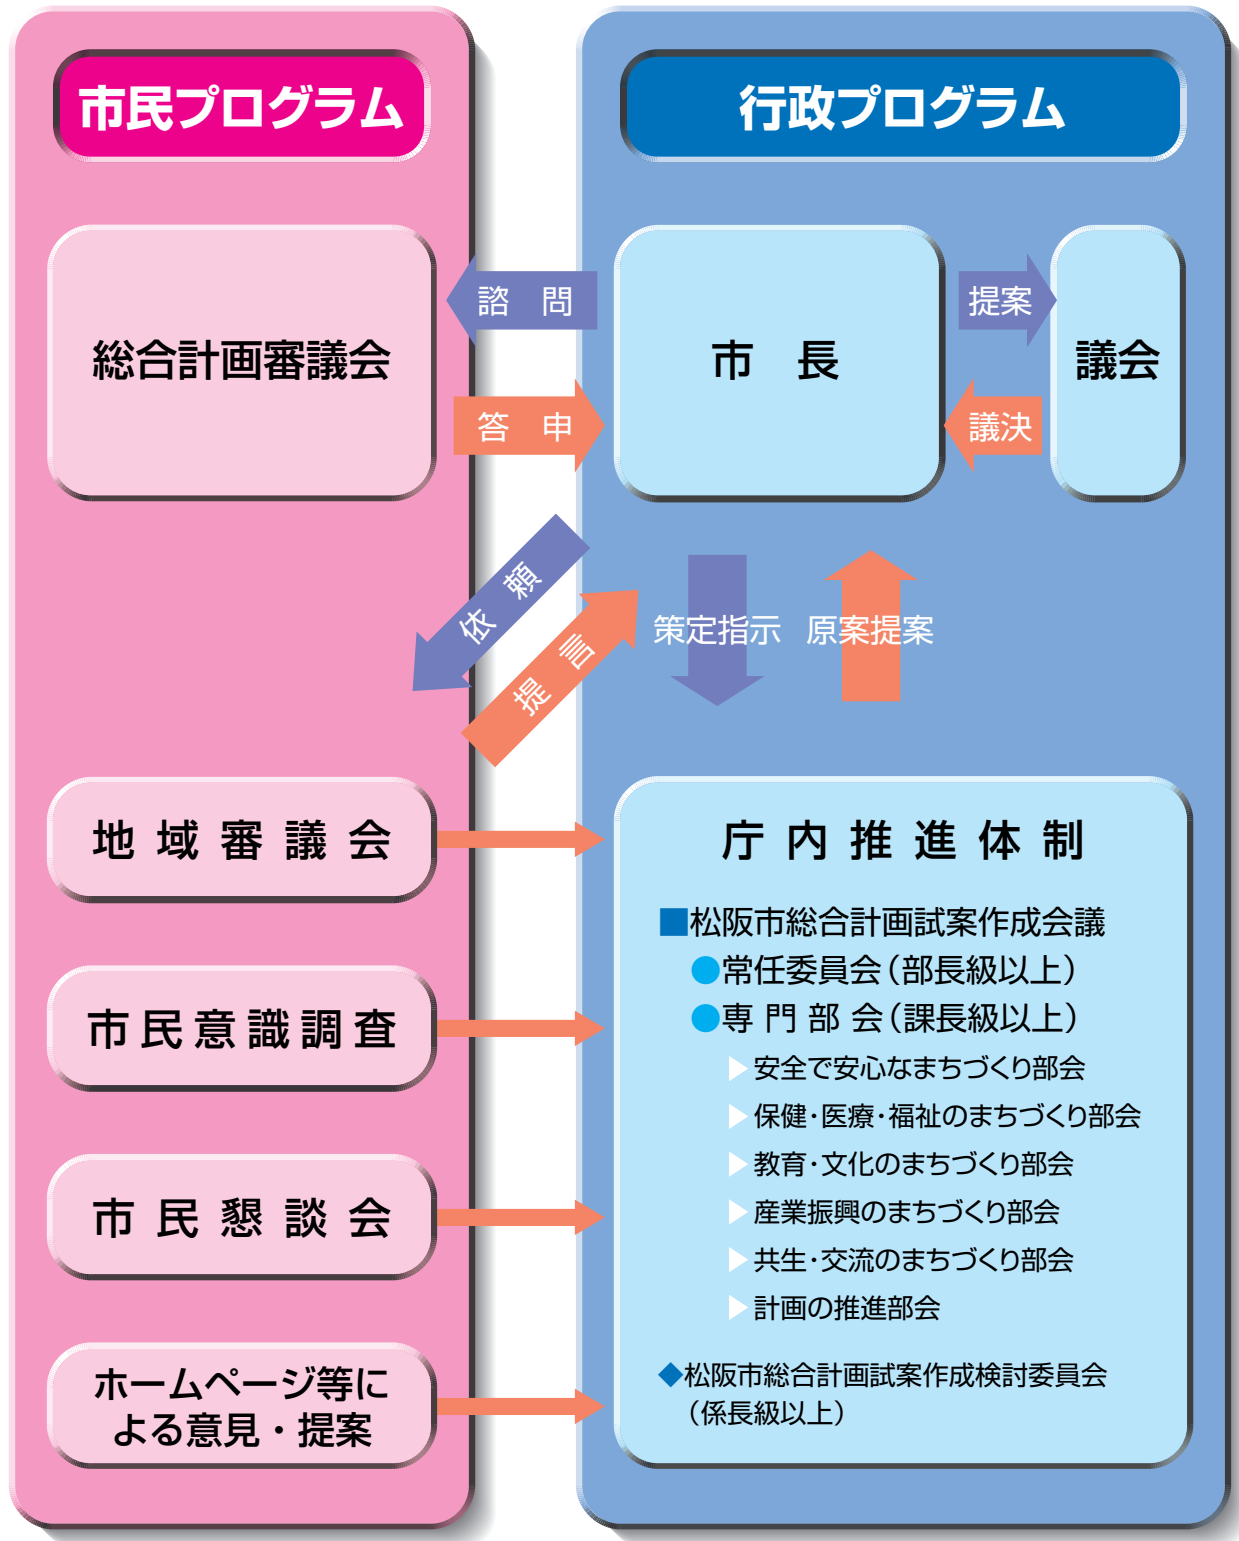 市民プログラム
行政プログラム
総合計画審議会
諮問
答申
市長
提案
議決
議会
依頼
提言
策定指示
原案提案
地域審議会
市民意識調査
市民懇談会
ホームページ等に
よる意見・提案
庁内推進体制
■松阪市総合計画試案作成会議
●常任委員会（部長級以上）
●専門部会（課長級以上）
▶安全で安心なまちづくり部会
▶保健・医療・福祉のまちづくり部会
▶教育・文化のまちづくり部会
▶産業振興のまちづくり部会
▶共生・交流のまちづくり部会
▶計画の推進部会
◆松阪市総合計画試案作成検討委員会
（係長級以上）